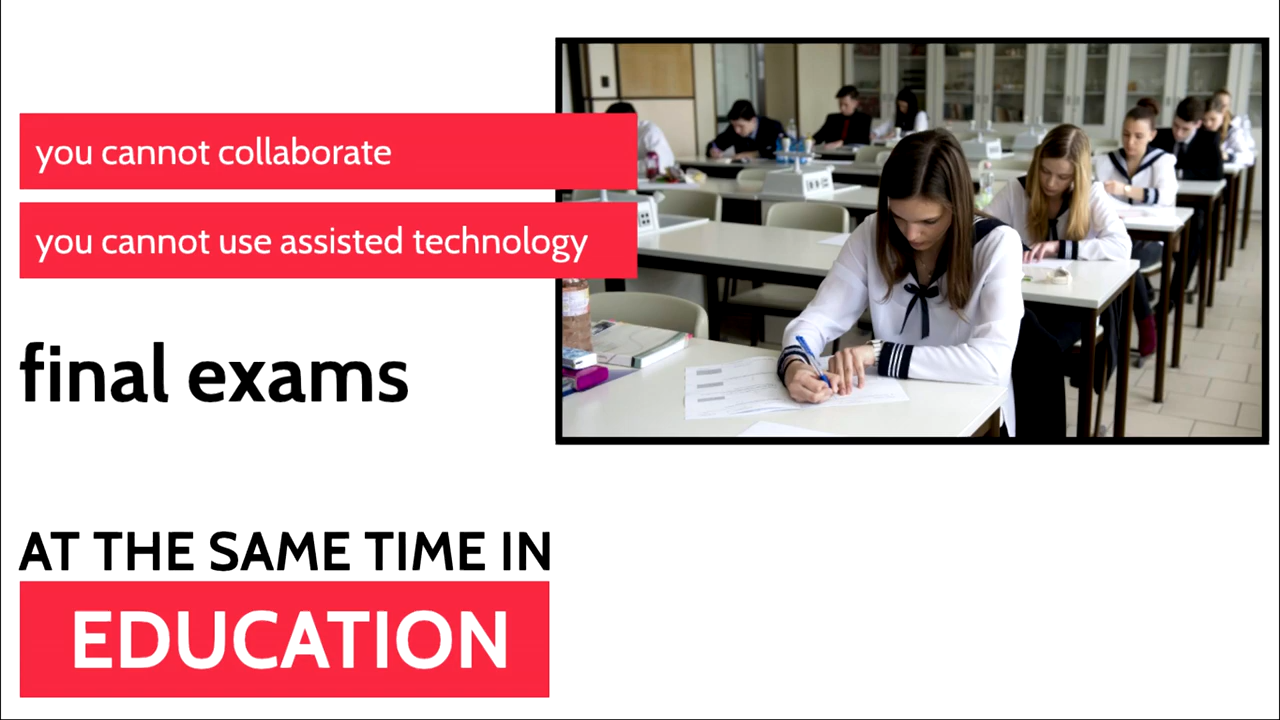 you cannot collaborate
you cannot use assisted technology
final exams
AT THE SAME TIME IN
EDUCATION